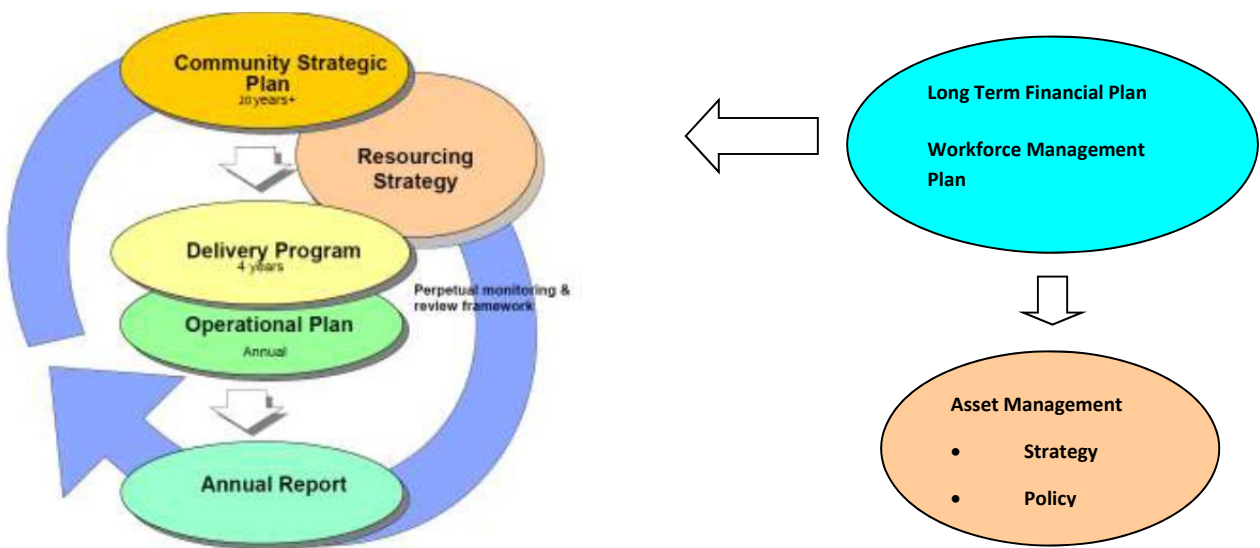 Community Strategic
Plan
20 years+
Resourcing
Strategy
Delivery Program
4 years
Perpetual monitoring &
review framework
Operational Plan
Annual
Annual Report
Long Term Financial Plan
Workforce Management
Plan
Asset Management
• Strategy
• Policy